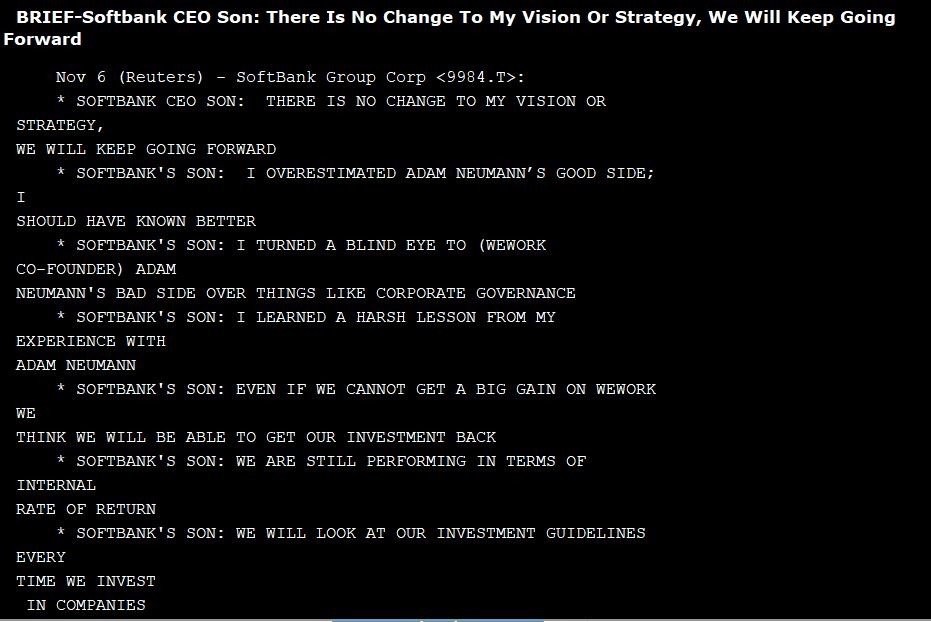 BRIEF-Softbank CEO Son: There Is No Change To My Vision Or Strategy, We Will Keep Going
Forward
Nov 6 (Reuters) - SoftBank Group Corp <9984.T>:
* SOFTBANK CEO SON:  THERE IS NO CHANGE TO MY VISION OR
STRATEGY,
WE WILL KEEP GOING FORWARD
* SOFTBANK'S SON:  I OVERESTIMATED ADAM NEUMANN’S GOOD SIDE;
I
SHOULD HAVE KNOWN BETTER
* SOFTBANK'S SON: I TURNED A BLIND EYE TO (WEWORK
CO-FOUNDER) ADAM
NEUMANN'S BAD SIDE OVER THINGS LIKE CORPORATE GOVERNANCE
* SOFTBANK'S SON: I LEARNED A HARSH LESSON FROM MY
EXPERIENCE WITH
ADAM NEUMANN
* SOFTBANK'S SON: EVEN IF WE CANNOT GET A BIG GAIN ON WEWORK
WE
THINK WE WILL BE ABLE TO GET OUR INVESTMENT BACK
* SOFTBANK'S SON: WE ARE STILL PERFORMING IN TERMS OF
INTERNAL
RATE OF RETURN
* SOFTBANK'S SON: WE WILL LOOK AT OUR INVESTMENT GUIDELINES
EVERY
TIME WE INVEST
IN COMPANIES